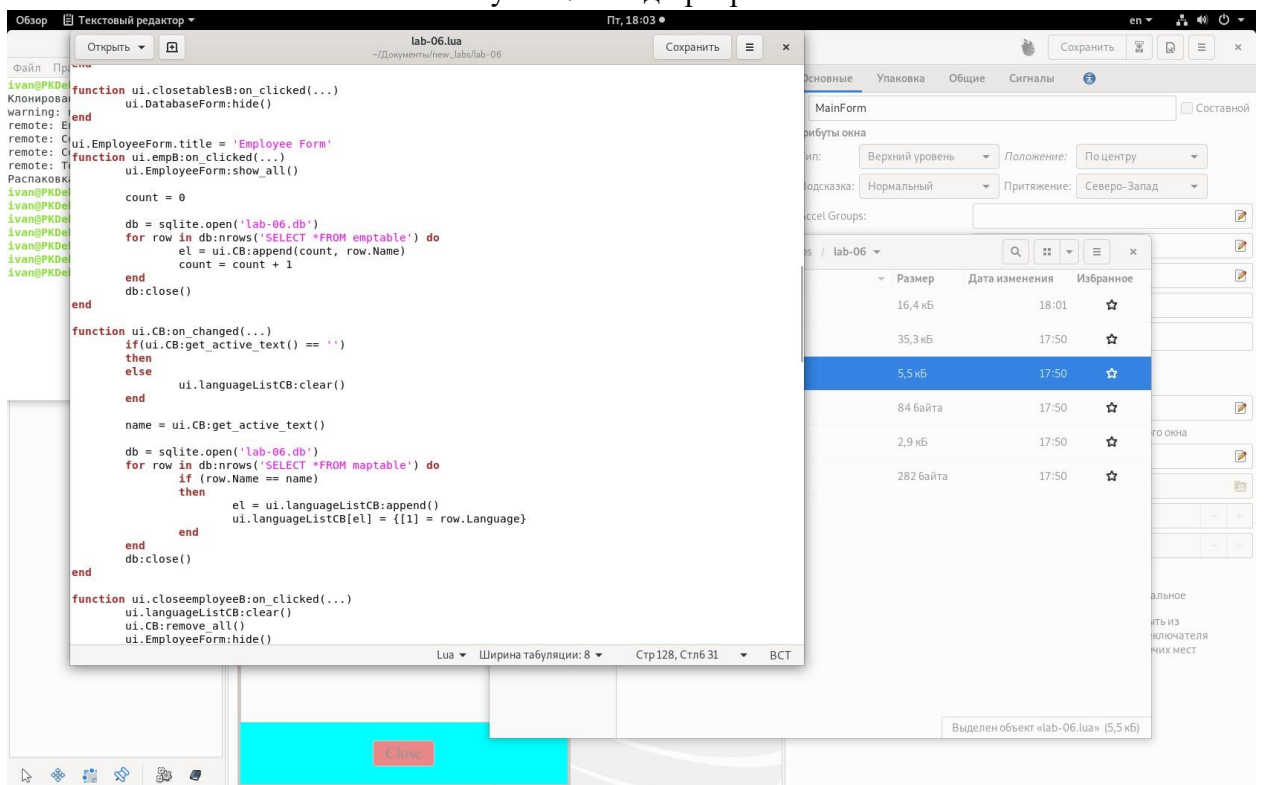 Обзор Текстовый редактор Пт, 18:03 en
Открыть lab-06.lua Сохранить
~/Документы/new_labs/lab-06
end
function ui.closetablesB:on_clicked(...)
ui.DatabaseForm:hide()
end
ui.EmployeeForm.title = 'Employee Form'
function ui.empB:on_clicked(...)
ui.EmployeeForm:show_all()
count = 0
db = sqlite.open('lab-06.db')
for row in db:nrows('SELECT *FROM emptable') do
el = ui.CB:append(count, row.Name)
count = count + 1
end
db:close()
end
function ui.CB:on_changed(...)
if(ui.CB:get_active_text() == '')
then
else
ui.languageListCB:clear()
end
name = ui.CB:get_active_text()
db = sqlite.open('lab-06.db')
for row in db:nrows('SELECT *FROM maptable') do
if (row.Name == name)
then
el = ui.languageListCB:append()
ui.languageListCB[el] = {[1] = row.Language}
end
end
db:close()
end
function ui.closeemployeeB:on_clicked(...)
ui.languageListCB:clear()
ui.CB:remove_all()
ui.EmployeeForm:hide()
Lua Ширина табуляции: 8 Стр 128, Стлб 31 ВСТ
Файл
ivan@PKDe
Клонирова
warning:
remote:
remote:
remote:
remote:
Распаковк
ivan@PKDe
ivan@PKDe
ivan@PKDe
ivan@PKDe
ivan@PKDe
ivan@PKDe
ivan@PKDe
Сохранить
Основные Упаковка Общие Сигналы
MainForm Составной
рибуты окна
ип: Верхний уровень Положение: По центру
Подсказка: Нормальный Притяжение: Северо-Запад
Accel Groups:
bs / lab-06
Размер Дата изменения Избранное
16,4 кБ 18:01
35,3 кБ 17:50
5,5 кБ 17:50
84 байта 17:50
2,9 кБ 17:50
282 байта 17:50
ого окна
альное
ыть из
ключателя
очих мест
Выделен объект «lab-06.lua» (5,5 кБ)
Close